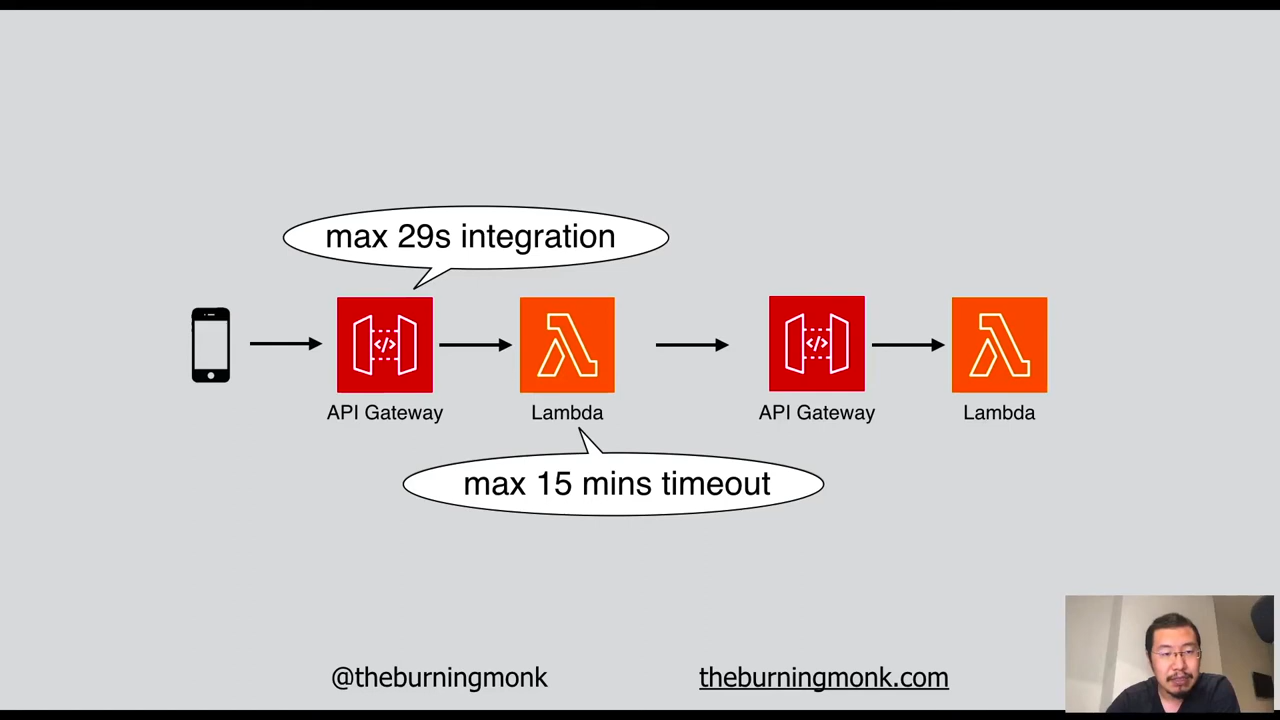 max 29s integration
API Gateway
Lambda
API Gateway
Lambda
max 15 mins timeout
@theburningmonk
theburningmonk.com